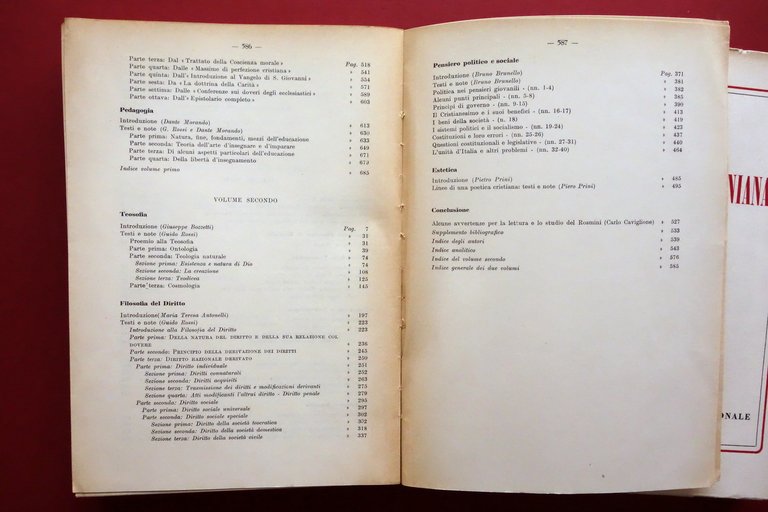 — 586 —
Parte terza: Dal « Trattato della Coscienza morale » Pag. 518
Parte quarta: Dalle « Massime di perfezione cristiana » » 541
Parte quinta: Dall'« Introduzione al Vangelo di S. Giovanni » » 554
Parte sesta: Da « La dottrina della Carità » » 571
Parte settima: Dalle « Conferenze sui doveri degli ecclesiastici » » 589
Parte ottava: Dall'« Epistolario completo » » 603
Pedagogia
Introduzione (Dante Morando) » 613
Testi e note (G. Rossi e Dante Morando) » 630
Parte prima: Natura, fine, fondamenti, mezzi dell'educazione » 633
Parte seconda: Teoria dell'arte d'insegnare e d'imparare » 649
Parte terza: Di alcuni aspetti particolari dell'educazione » 671
Parte quarta: Della libertà d'insegnamento » 679
Indice volume primo » 685
VOLUME SECONDO
Teosofia
Introduzione (Giuseppe Bozzetti) Pag. 7
Testi e note (Guido Rossi) » 31
Proemio alla Teosofia » 31
Parte prima: Ontologia » 39
Parte seconda: Teologia naturale » 74
Sezione prima: Esistenza e natura di Dio » 74
Sezione seconda: La creazione » 106
Sezione terza: Teodicea » 125
Parte terza: Cosmologia » 145
Filosofia del Diritto
Introduzione (Maria Teresa Antonelli) » 197
Testi e note (Guido Rossi) » 223
Introduzione alla Filosofia del Diritto » 223
Parte prima: DELLA NATURA DEL DIRITTO E DELLA SUA RELAZIONE COL
DOVERE » 236
Parte seconda: PRINCIPIO DELLA DERIVAZIONE DEI DIRITTI » 245
Parte terza: DIRITTO RAZIONALE DERIVATO » 250
Parte prima: Diritto individuale » 251
Sezione prima: Diritti connaturali » 252
Sezione seconda: Diritti acquisiti » 263
Sezione terza: Trasmissione dei diritti e modificazioni derivanti » 275
Sezione quarta: Atti modificanti l'altrui diritto - Diritto penale » 279
Parte seconda: Diritto sociale » 295
Parte prima: Diritto sociale universale » 297
Parte seconda: Diritto sociale speciale » 302
Sezione prima: Diritto della società teocratica » 302
Sezione seconda: Diritto della società domestica » 318
Sezione terza: Diritto della società civile » 337
— 587 —
Pensiero politico e sociale
Introduzione (Bruno Brunello) Pag. 371
Testi e note (Bruno Brunello) » 381
Politica nei pensieri giovanili - (nn. 1-4) » 382
Alcuni punti principali - (nn. 5-8) » 385
Principi di governo - (nn. 9-15) » 390
Il Cristianesimo e i suoi benefici - (nn. 16-17) » 413
I beni della società - (n. 18) » 419
I sistemi politici e il socialismo - (nn. 19-24) » 423
Costituzioni e loro errori - (nn. 25-26) » 437
Questioni costituzionali e legislative - (nn. 27-31) » 440
L'unità d'Italia e altri problemi - (nn. 32-40) » 464
Estetica
Introduzione (Pietro Prini) » 485
Linee di una poetica cristiana: testi e note (Piero Prini) » 495
Conclusione
Alcune avvertenze per la lettura e lo studio del Rosmini (Carlo Caviglione) » 527
Supplemento bibliografico » 533
Indice degli autori » 539
Indice analitico » 543
Indice del volume secondo » 576
Indice generale dei due volumi » 585
NIANA
ONALE